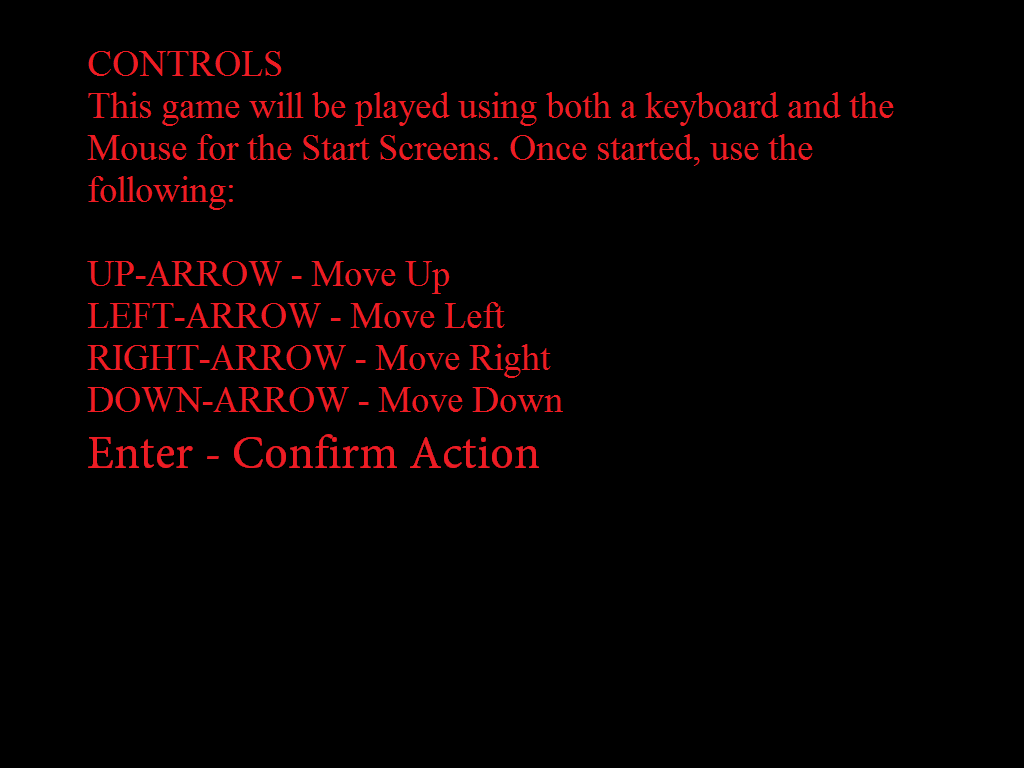 CONTROLS
This game will be played using both a keyboard and the
Mouse for the Start Screens. Once started, use the
following:
UP-ARROW - Move Up
LEFT-ARROW - Move Left
RIGHT-ARROW - Move Right
DOWN-ARROW - Move Down
Enter - Confirm Action